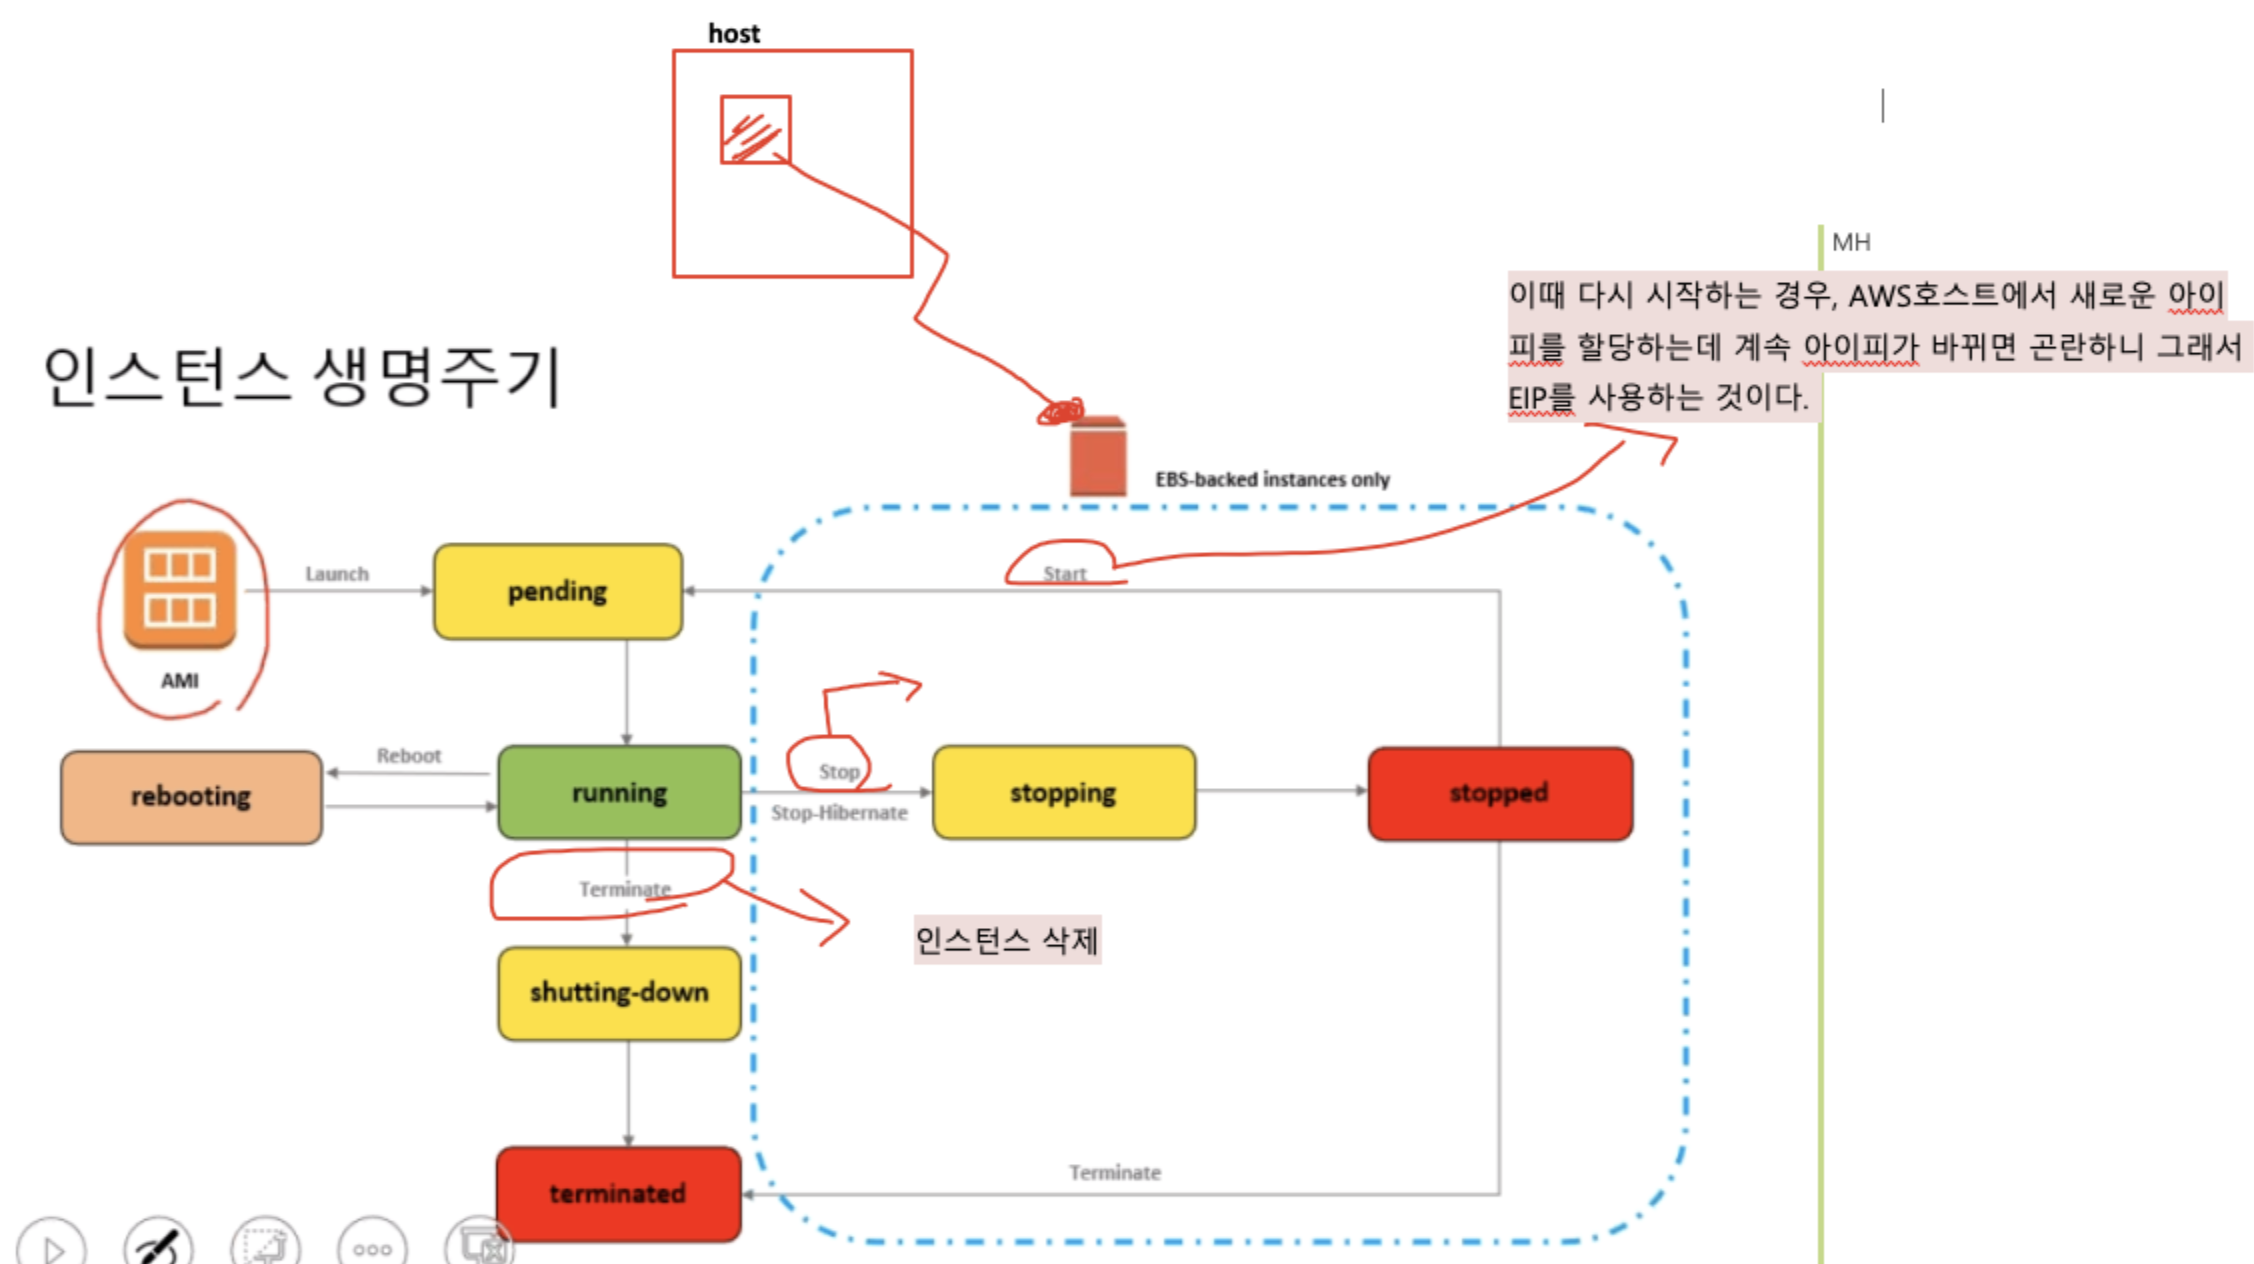 host
MH
이때 다시 시작하는 경우, AWS호스트에서 새로운 아이
피를 할당하는데 계속 아이피가 바뀌면 곤란하니 그래서
EIP를 사용하는 것이다.
인스턴스 생명주기
EBS-backed instances only
Launch
pending
Start
AMI
rebooting
Reboot
running
Stop
Stop-Hibernate
stopping
stopped
Terminate
인스턴스 삭제
shutting-down
terminated
Terminate